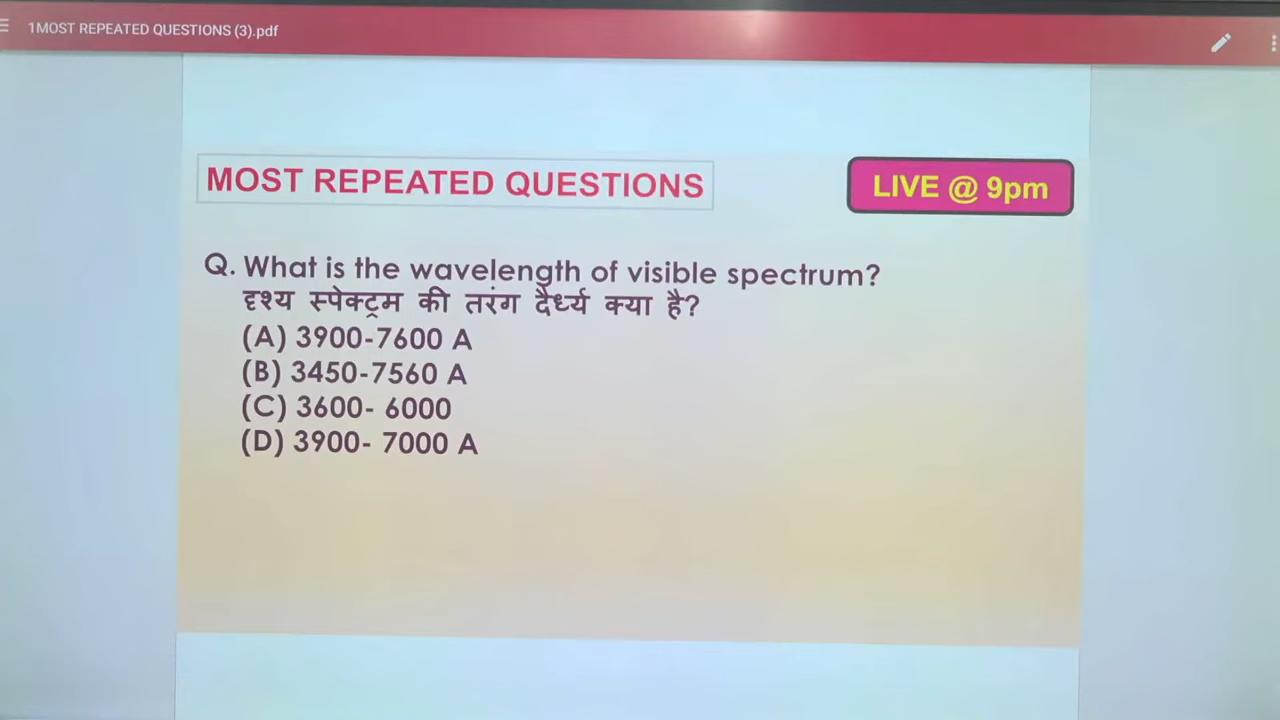 1MOST REPEATED QUESTIONS (3).pdf
MOST REPEATED QUESTIONS
LIVE @ 9pm
Q. What is the wavelength of visible spectrum?
दृश्य स्पेक्ट्रम की तरंग दैर्ध्य क्या है?
(A) 3900-7600 A
(B) 3450-7560 A
(C) 3600- 6000
(D) 3900- 7000 A